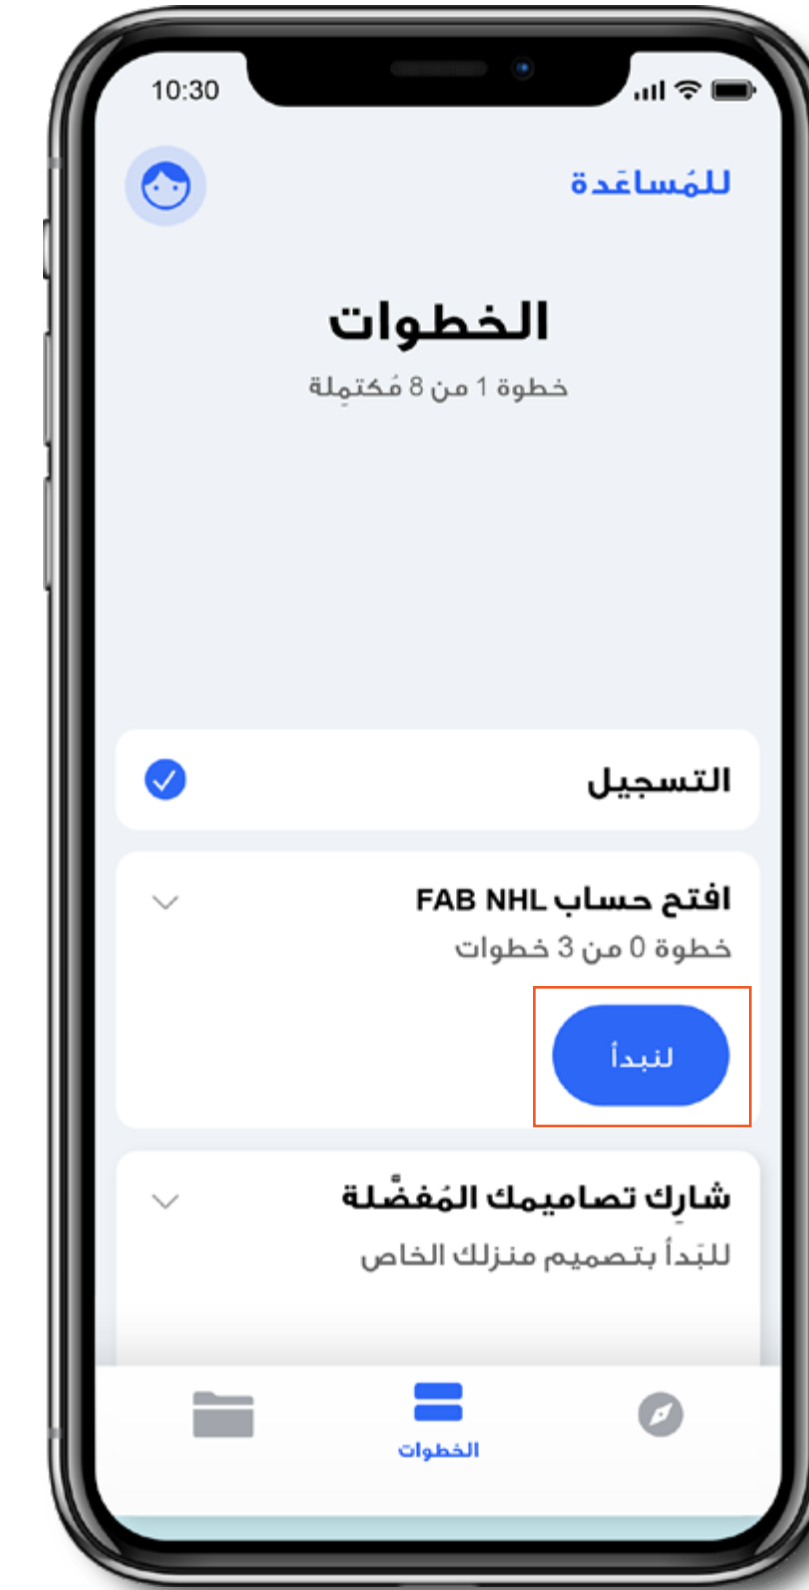 10:30
للمُساعَدة
الخطوات
خطوة 1 من 8 مُكتمِلة
التسجيل
افتح حساب FAB NHL
خطوة 0 من 3 خطوات
لنبدأ
شارِك تصاميمك المُفضَّلة
للبَدأ بتصميم منزلك الخاص
الخطوات